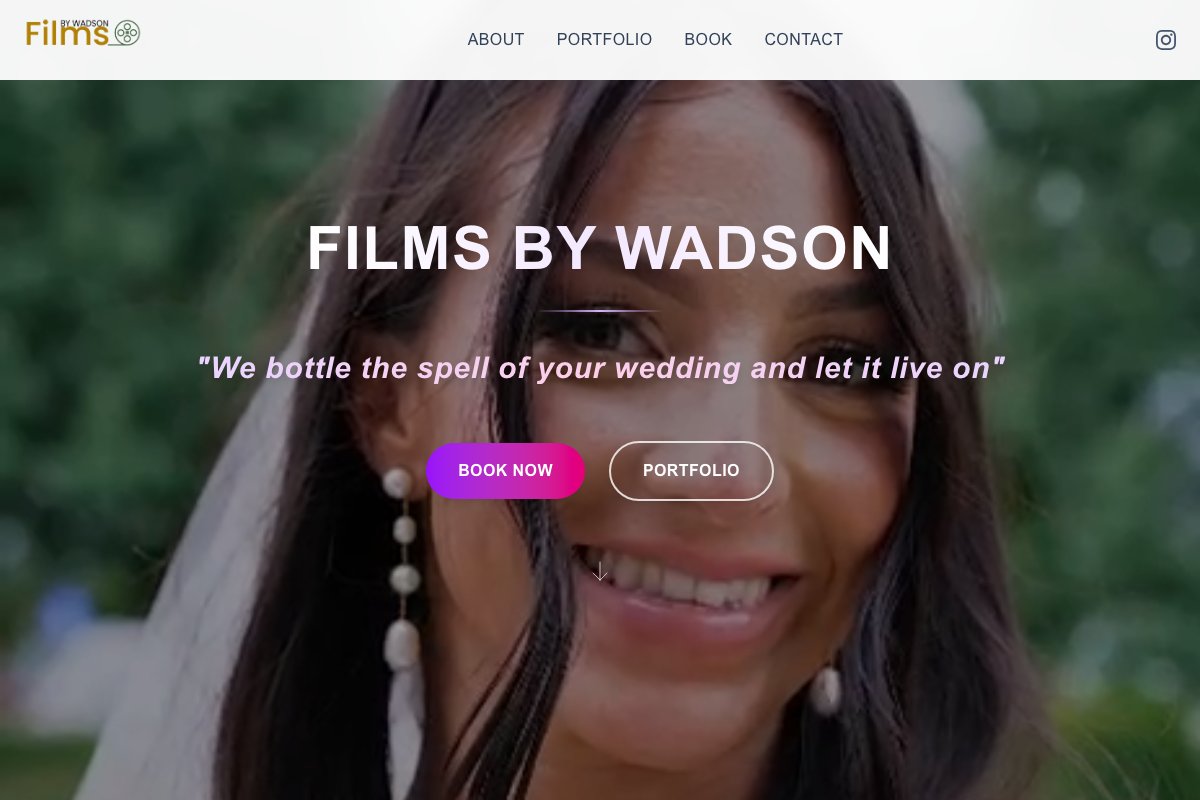 BY WADSON
Films
ABOUT PORTFOLIO BOOK CONTACT
FILMS BY WADSON
"We bottle the spell of your wedding and let it live on"
BOOK NOW PORTFOLIO